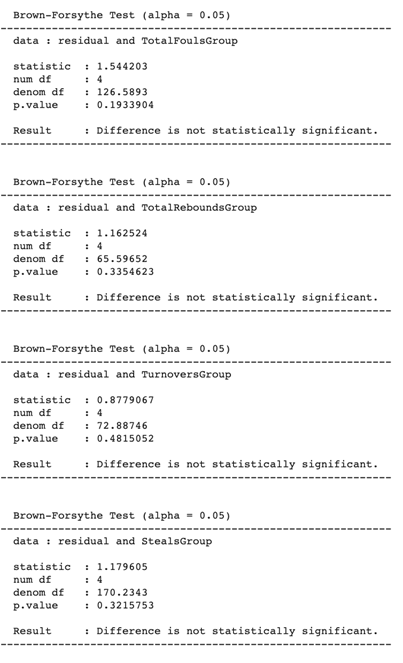 Brown-Forsythe Test (alpha = 0.05)
---------------------------------------------------------------
data : residual and TotalFoulsGroup
statistic : 1.544203
num df : 4
denom df : 126.5893
p.value : 0.1933904
Result : Difference is not statistically significant.
---------------------------------------------------------------
Brown-Forsythe Test (alpha = 0.05)
---------------------------------------------------------------
data : residual and TotalReboundsGroup
statistic : 1.162524
num df : 4
denom df : 65.59652
p.value : 0.3354623
Result : Difference is not statistically significant.
---------------------------------------------------------------
Brown-Forsythe Test (alpha = 0.05)
---------------------------------------------------------------
data : residual and TurnoversGroup
statistic : 0.8779067
num df : 4
denom df : 72.88746
p.value : 0.4815052
Result : Difference is not statistically significant.
---------------------------------------------------------------
Brown-Forsythe Test (alpha = 0.05)
---------------------------------------------------------------
data : residual and StealsGroup
statistic : 1.179605
num df : 4
denom df : 170.2343
p.value : 0.3215753
Result : Difference is not statistically significant.
---------------------------------------------------------------